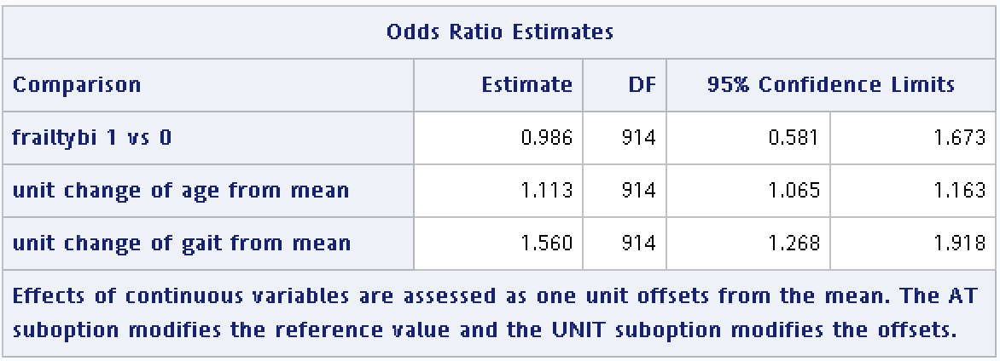 Odds Ratio Estimates
Comparison Estimate DF 95% Confidence Limits
frailtybi 1 vs 0 0.986 914 0.581 1.673
unit change of age from mean 1.113 914 1.065 1.163
unit change of gait from mean 1.560 914 1.268 1.918
Effects of continuous variables are assessed as one unit offsets from the mean. The AT
suboption modifies the reference value and the UNIT suboption modifies the offsets.